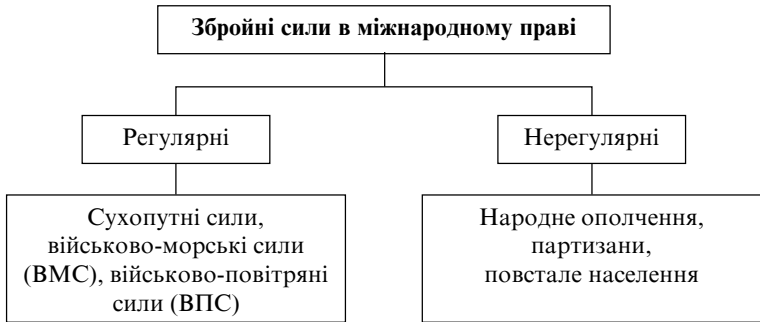 Збройні сили в міжнародному праві
Регулярні
Нерегулярні
Сухопутні сили,
військово-морські сили
(ВМС), військово-повітряні
сили (ВПС)
Народне ополчення,
партизани,
повстале населення